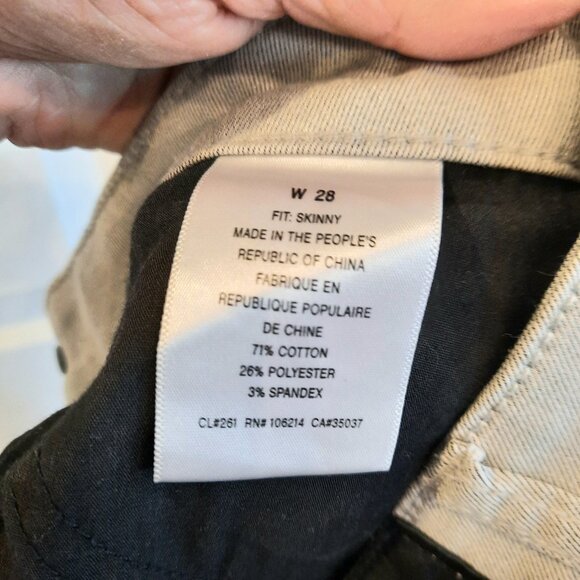 W 28
FIT: SKINNY
MADE IN THE PEOPLE'S
REPUBLIC OF CHINA
FABRIQUE EN
REPUBLIQUE POPULAIRE
DE CHINE
71% COTTON
26% POLYESTER
3% SPANDEX
CL#261 RN# 106214 CA#35037